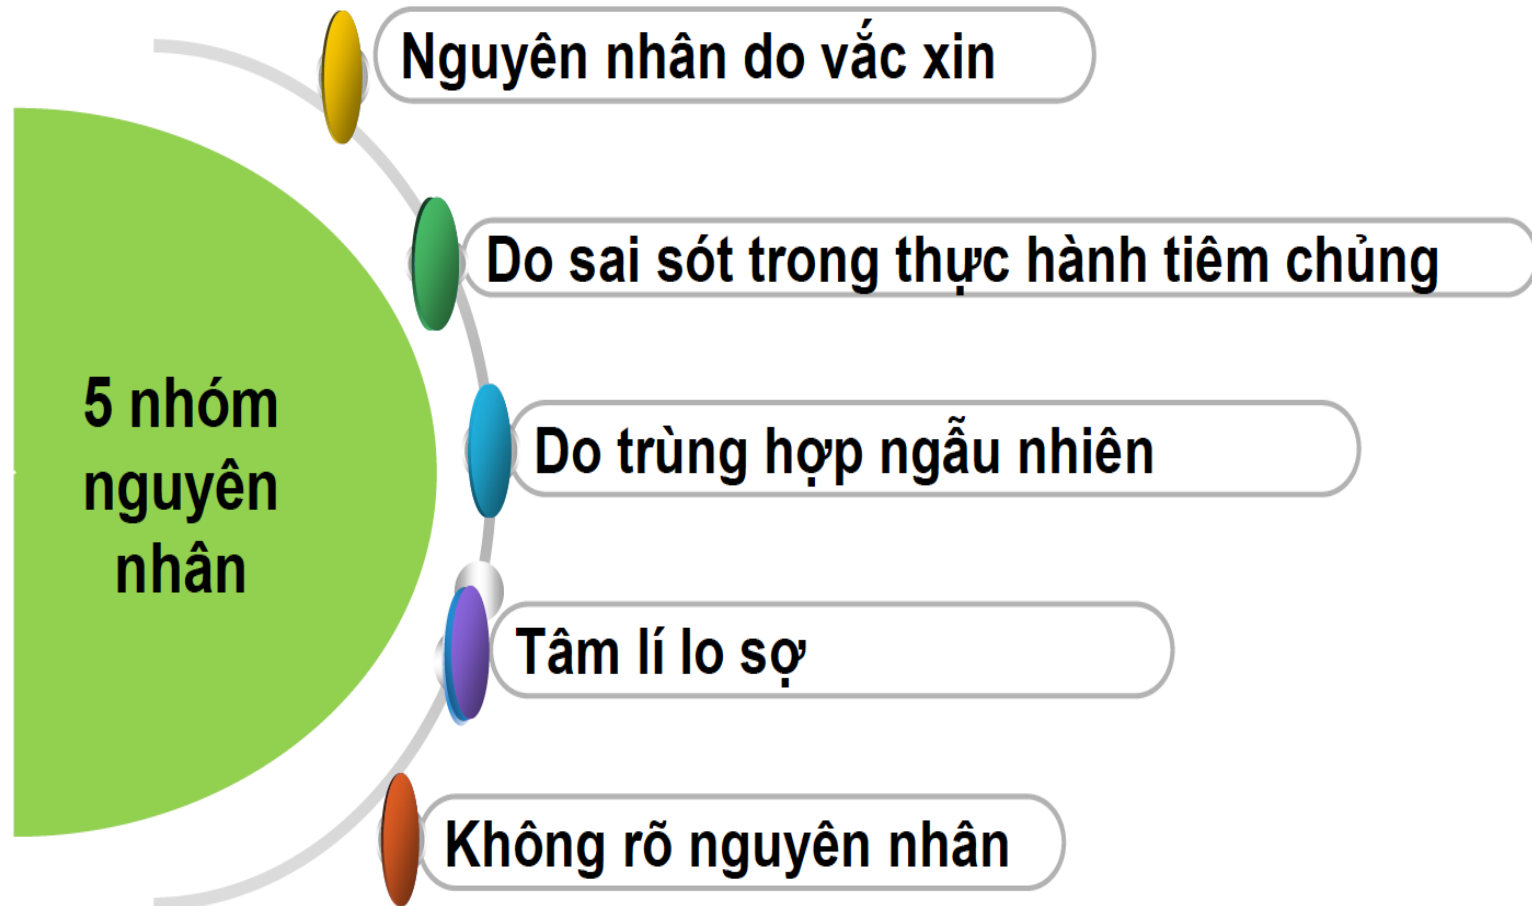 Nguyên nhân do vắc xin
Do sai sót trong thực hành tiêm chủng
5 nhóm
nguyên
nhân
Do trùng hợp ngẫu nhiên
Tâm lí lo sợ
Không rõ nguyên nhân